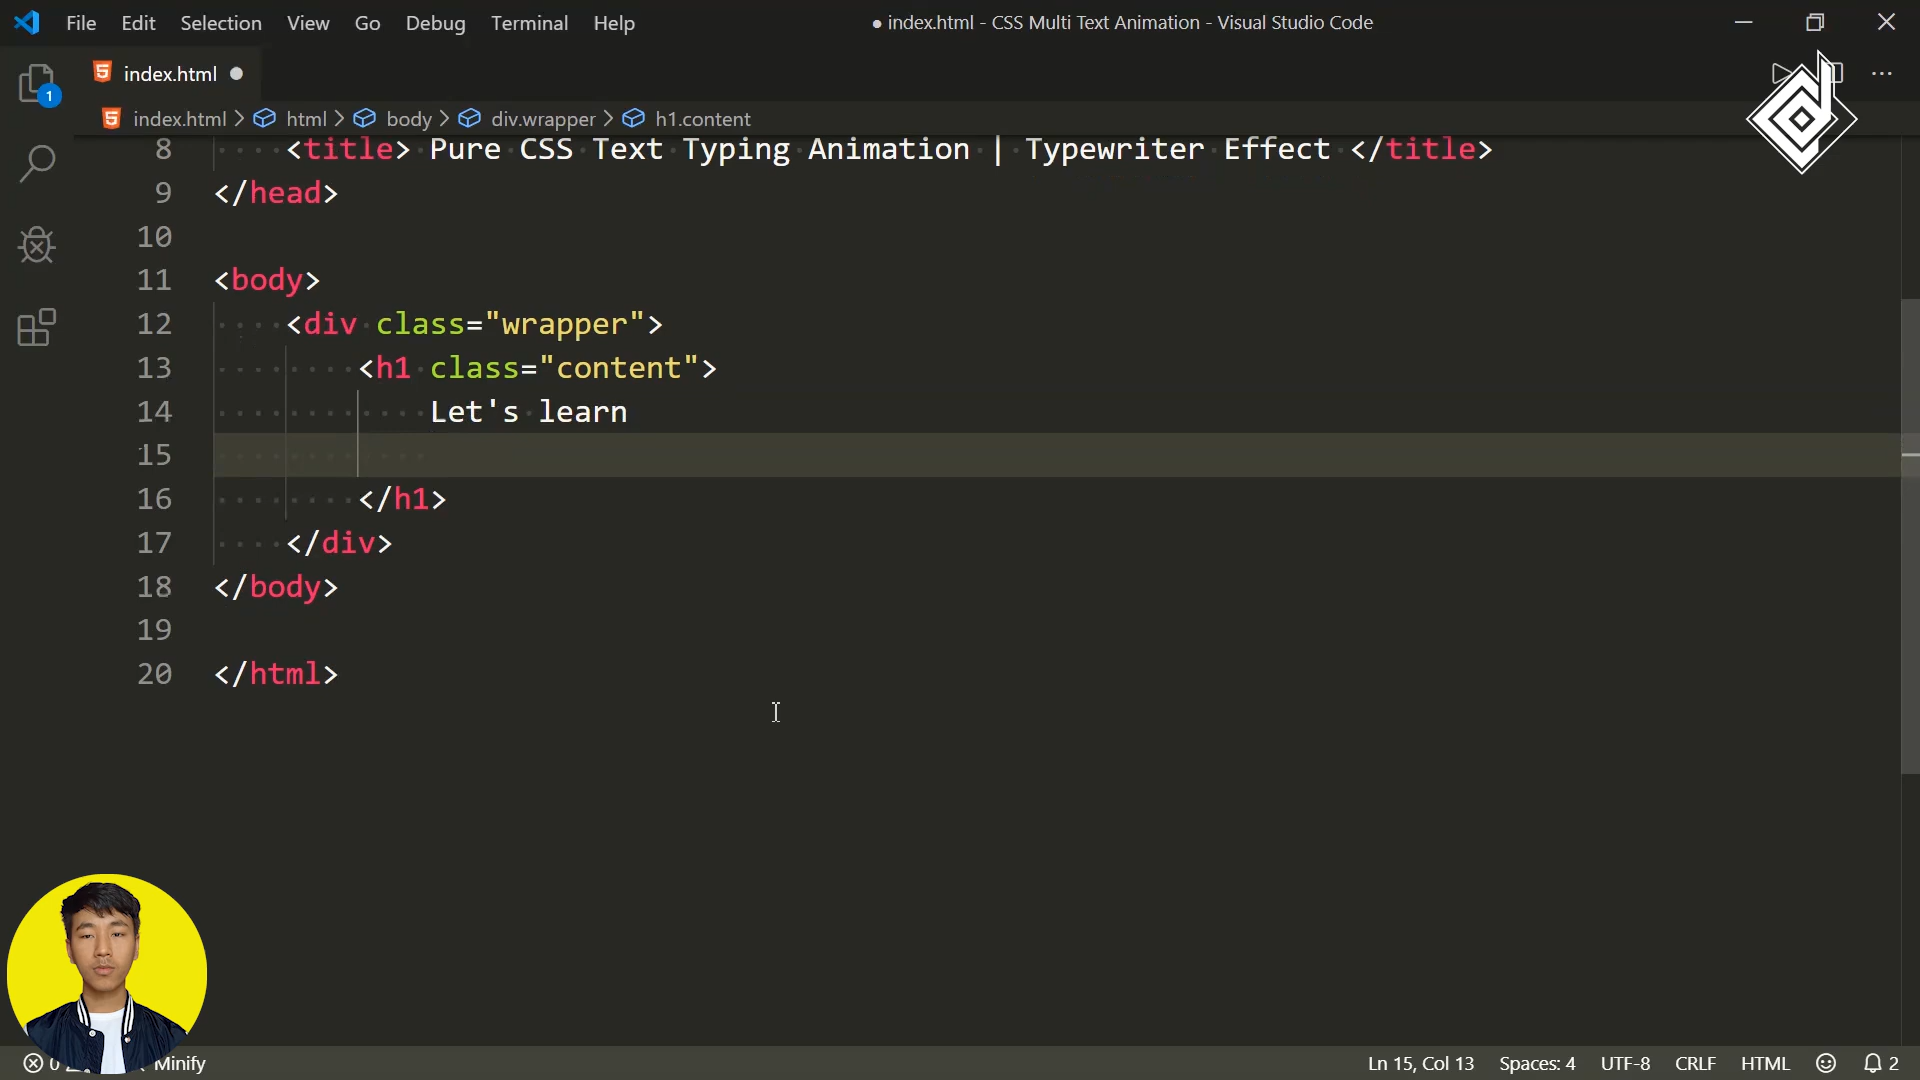 File Edit Selection View Go Debug Terminal Help ● index.html - CSS Multi Text Animation - Visual Studio Code
index.html
1
index.html > html > body > div.wrapper > h1.content
8 <title> Pure CSS Text Typing Animation | Typewriter Effect </title>
9 </head>
10
11 <body>
12 <div class="wrapper">
13 <h1 class="content">
14 Let's learn
15
16 </h1>
17 </div>
18 </body>
19
20 </html>
0 Minify Ln 15, Col 13 Spaces: 4 UTF-8 CRLF HTML 2